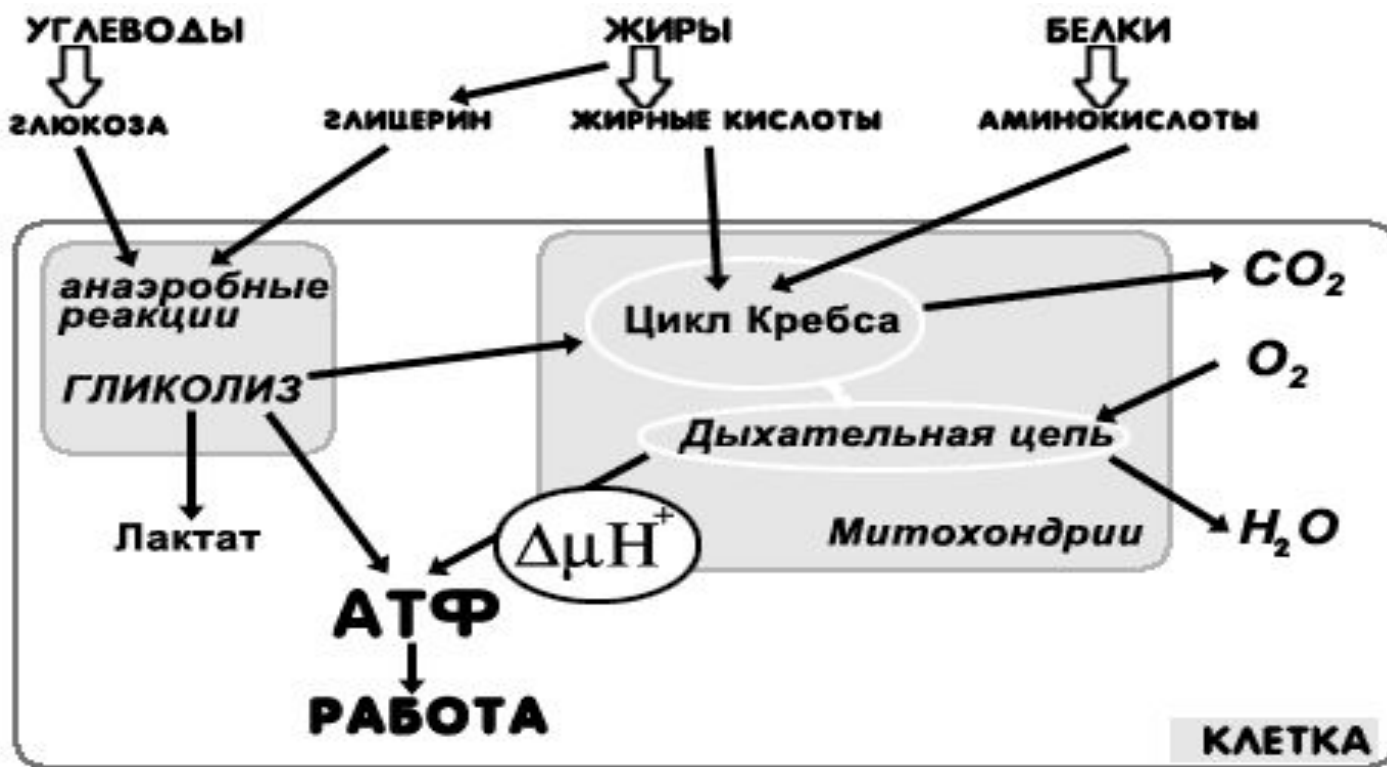 УГЛЕВОДЫ ЖИРЫ БЕЛКИ
ГЛЮКОЗА ГЛИЦЕРИН ЖИРНЫЕ КИСЛОТЫ АМИНОКИСЛОТЫ
анаэробные
реакции
ГЛИКОЛИЗ
Лактат
Цикл Кребса
Дыхательная цепь
Митохондрии
CO₂
O₂
H₂O
ΔμH⁺
АТФ
РАБОТА
КЛЕТКА